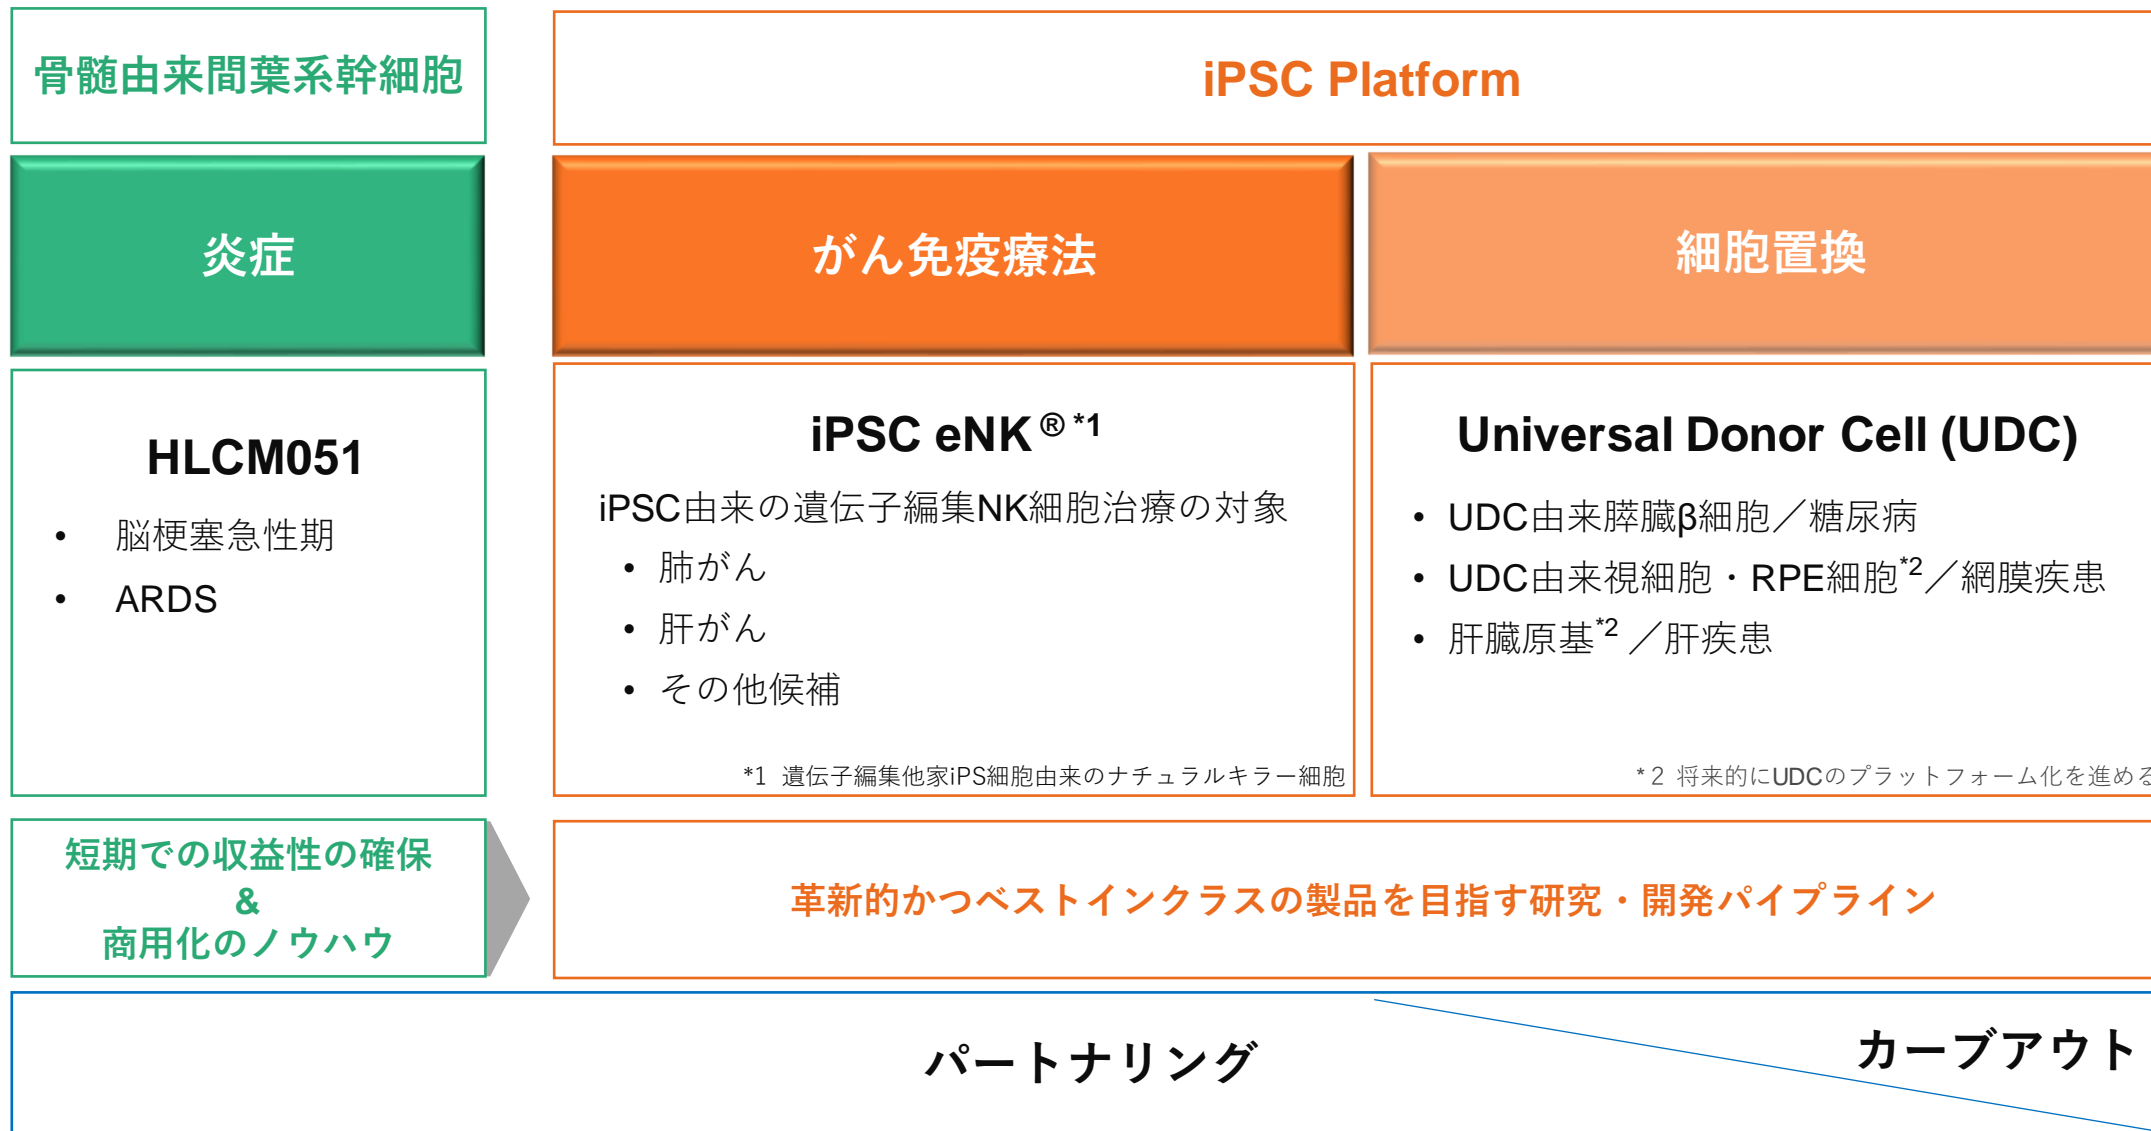 骨髄由来間葉系幹細胞
iPSC Platform
炎症
がん免疫療法
細胞置換
HLCM051
• 脳梗塞急性期
• ARDS
iPSC eNK® *1
iPSC由来の遺伝子編集NK細胞治療の対象
• 肺がん
• 肝がん
• その他候補
*1 遺伝子編集他家iPS細胞由来のナチュラルキラー細胞
Universal Donor Cell (UDC)
• UDC由来膵臓β細胞／糖尿病
• UDC由来視細胞・RPE細胞*2／網膜疾患
• 肝臓原基*2／肝疾患
*2 将来的にUDCのプラットフォーム化を進める
短期での収益性の確保
&
商用化のノウハウ
革新的かつベストインクラスの製品を目指す研究・開発パイプライン
パートナリング
カーブアウト